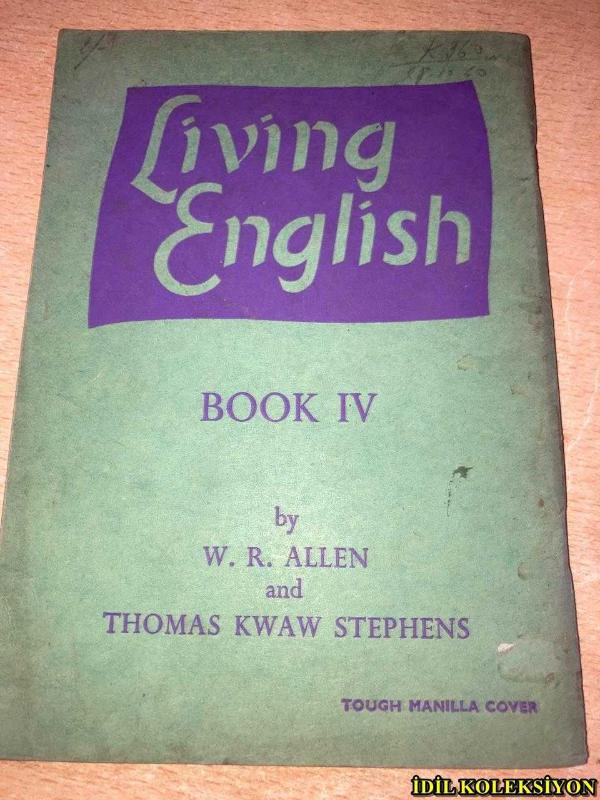 Living
English
BOOK IV
by
W. R. ALLEN
and
THOMAS KWAW STEPHENS
TOUGH MANILLA COVER
İDİL KOLEKSİYON